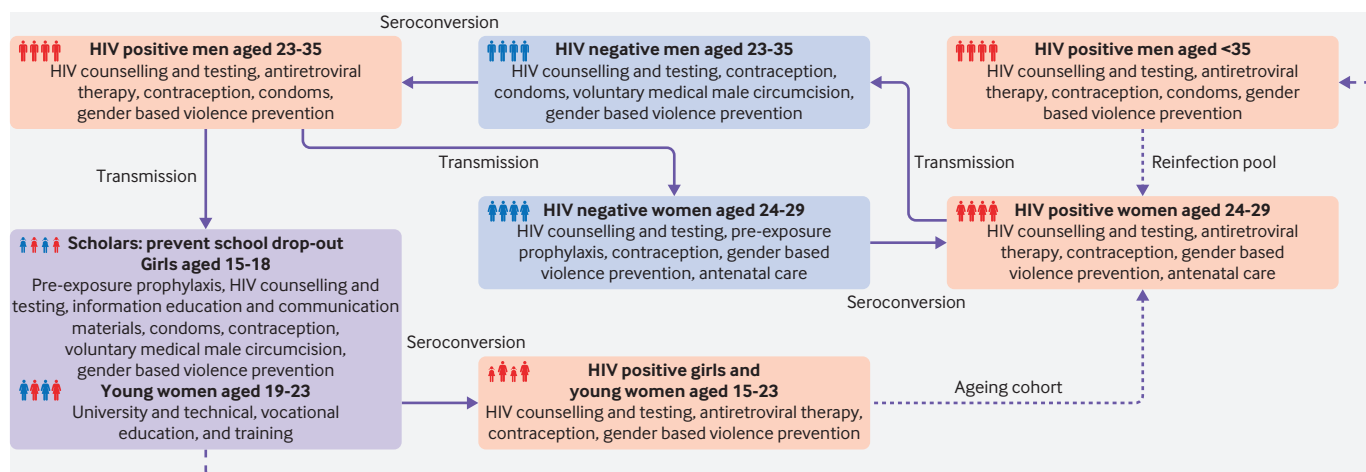 Seroconversion
HIV positive men aged 23-35
HIV counselling and testing, antiretroviral
therapy, contraception, condoms,
gender based violence prevention
HIV negative men aged 23-35
HIV counselling and testing, contraception,
condoms, voluntary medical male circumcision,
gender based violence prevention
HIV positive men aged <35
HIV counselling and testing, antiretroviral
therapy, contraception, condoms, gender
based violence prevention
Transmission
Transmission
Transmission
Reinfection pool
HIV negative women aged 24-29
HIV counselling and testing, pre-exposure
prophylaxis, contraception, gender based
violence prevention, antenatal care
HIV positive women aged 24-29
HIV counselling and testing, antiretroviral
therapy, contraception, gender based
violence prevention, antenatal care
Seroconversion
Scholars: prevent school drop-out
Girls aged 15-18
Pre-exposure prophylaxis, HIV counselling and
testing, information education and communication
materials, condoms, contraception,
voluntary medical male circumcision,
gender based violence prevention
Young women aged 19-23
University and technical, vocational
education, and training
Seroconversion
HIV positive girls and
young women aged 15-23
HIV counselling and testing, antiretroviral therapy,
contraception, gender based violence prevention
Ageing cohort